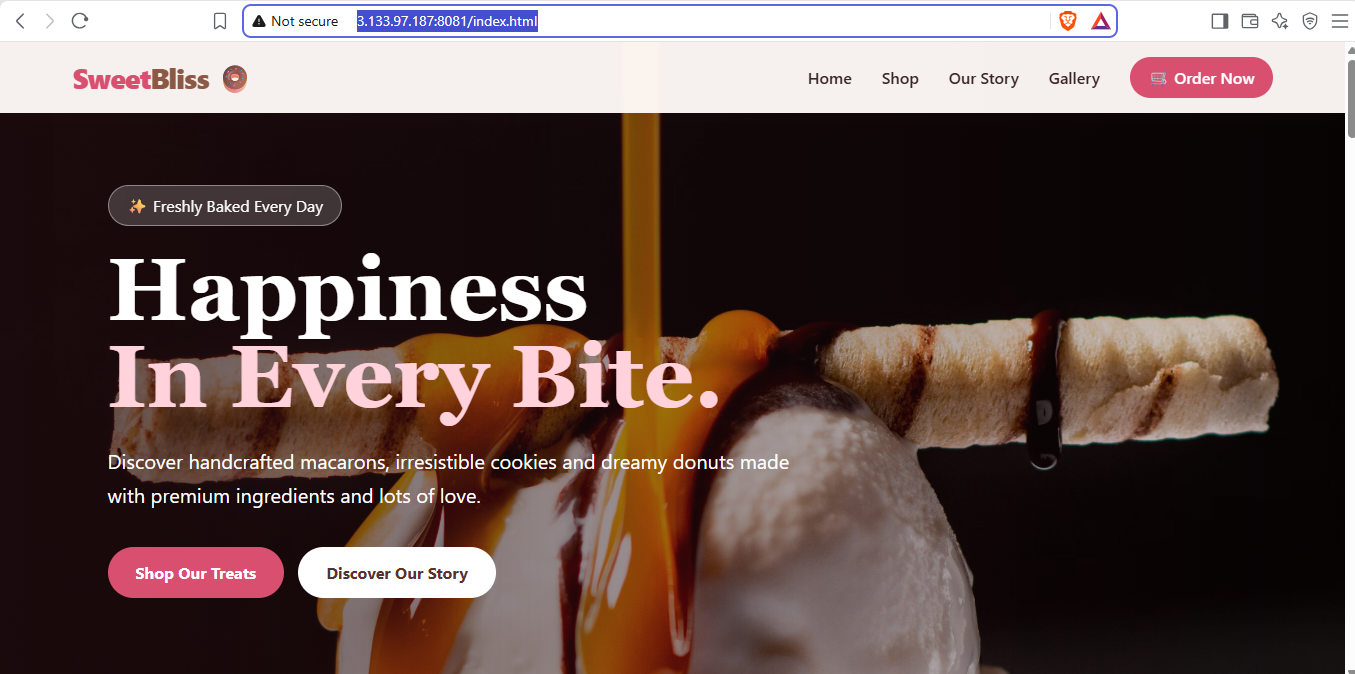 Not secure 3.133.97.187:8081/index.html
SweetBliss Home Shop Our Story Gallery Order Now
✨ Freshly Baked Every Day
Happiness
In Every Bite.
Discover handcrafted macarons, irresistible cookies and dreamy donuts made
with premium ingredients and lots of love.
Shop Our Treats Discover Our Story